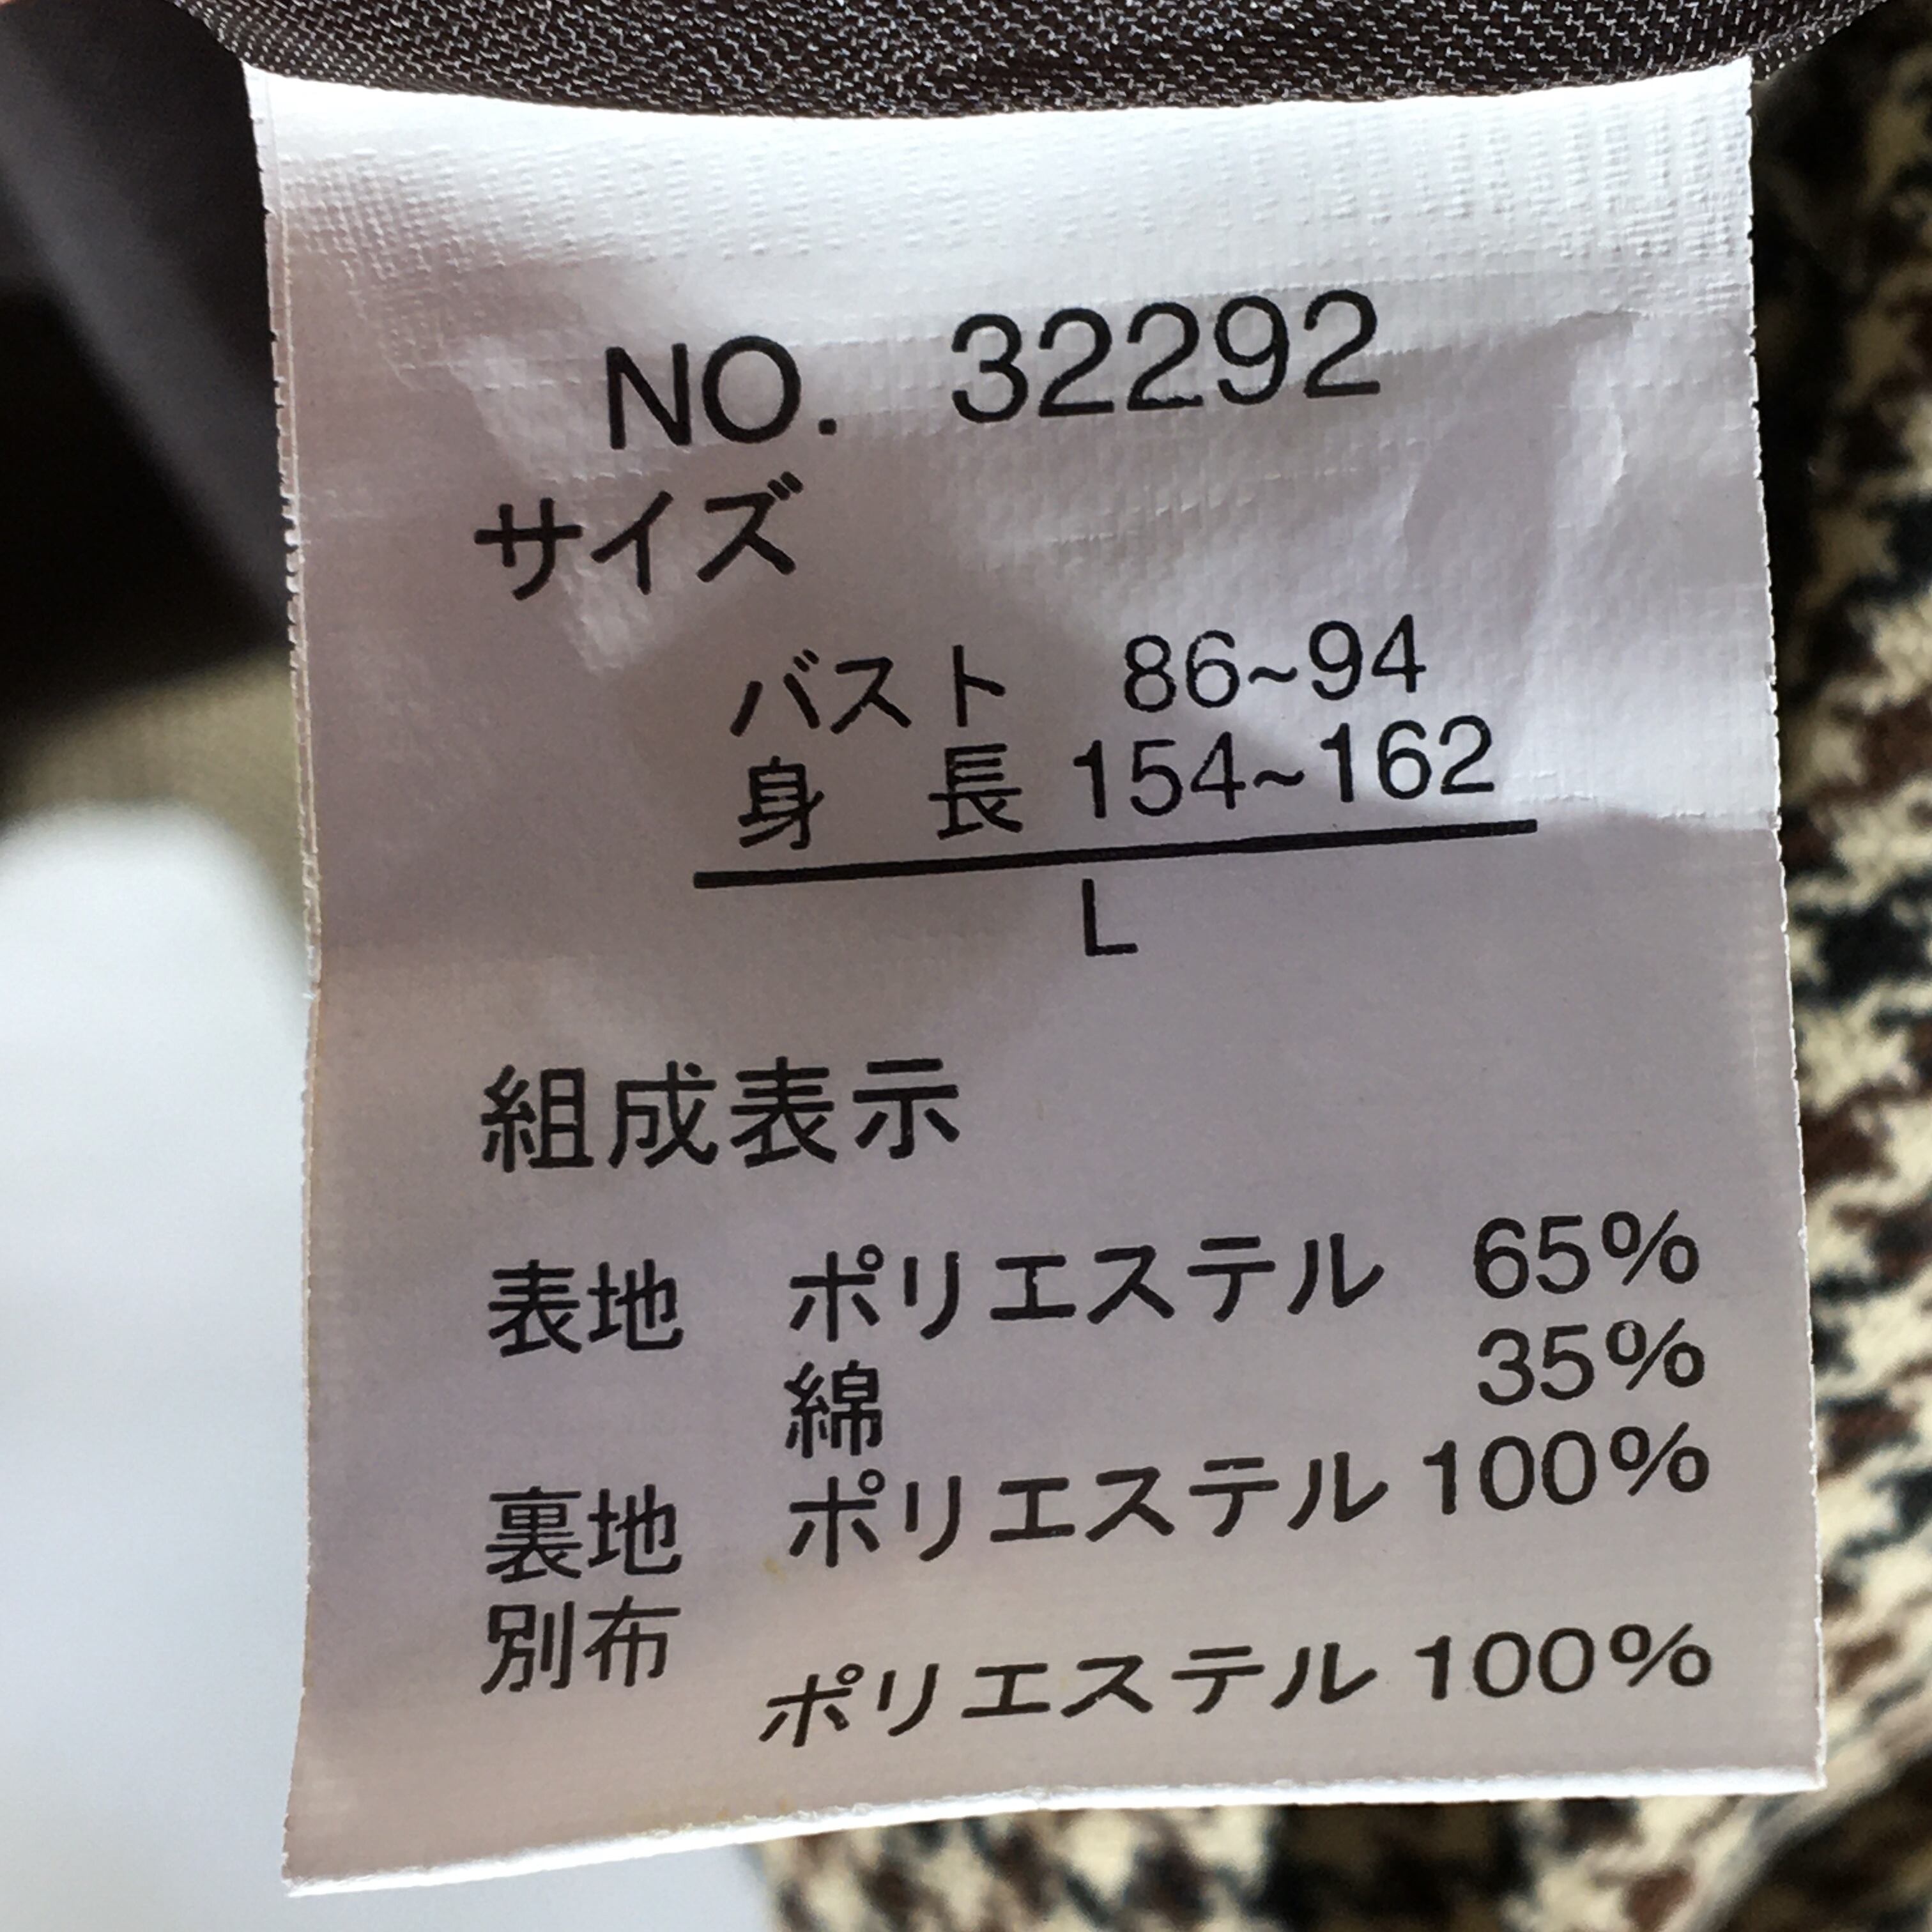 NO. 32292
サイズ
バスト 86~94
身 長 154~162
L
組成表示
表地 ポリエステル 65%
綿 35%
裏地 ポリエステル 100%
別布
ポリエステル 100%